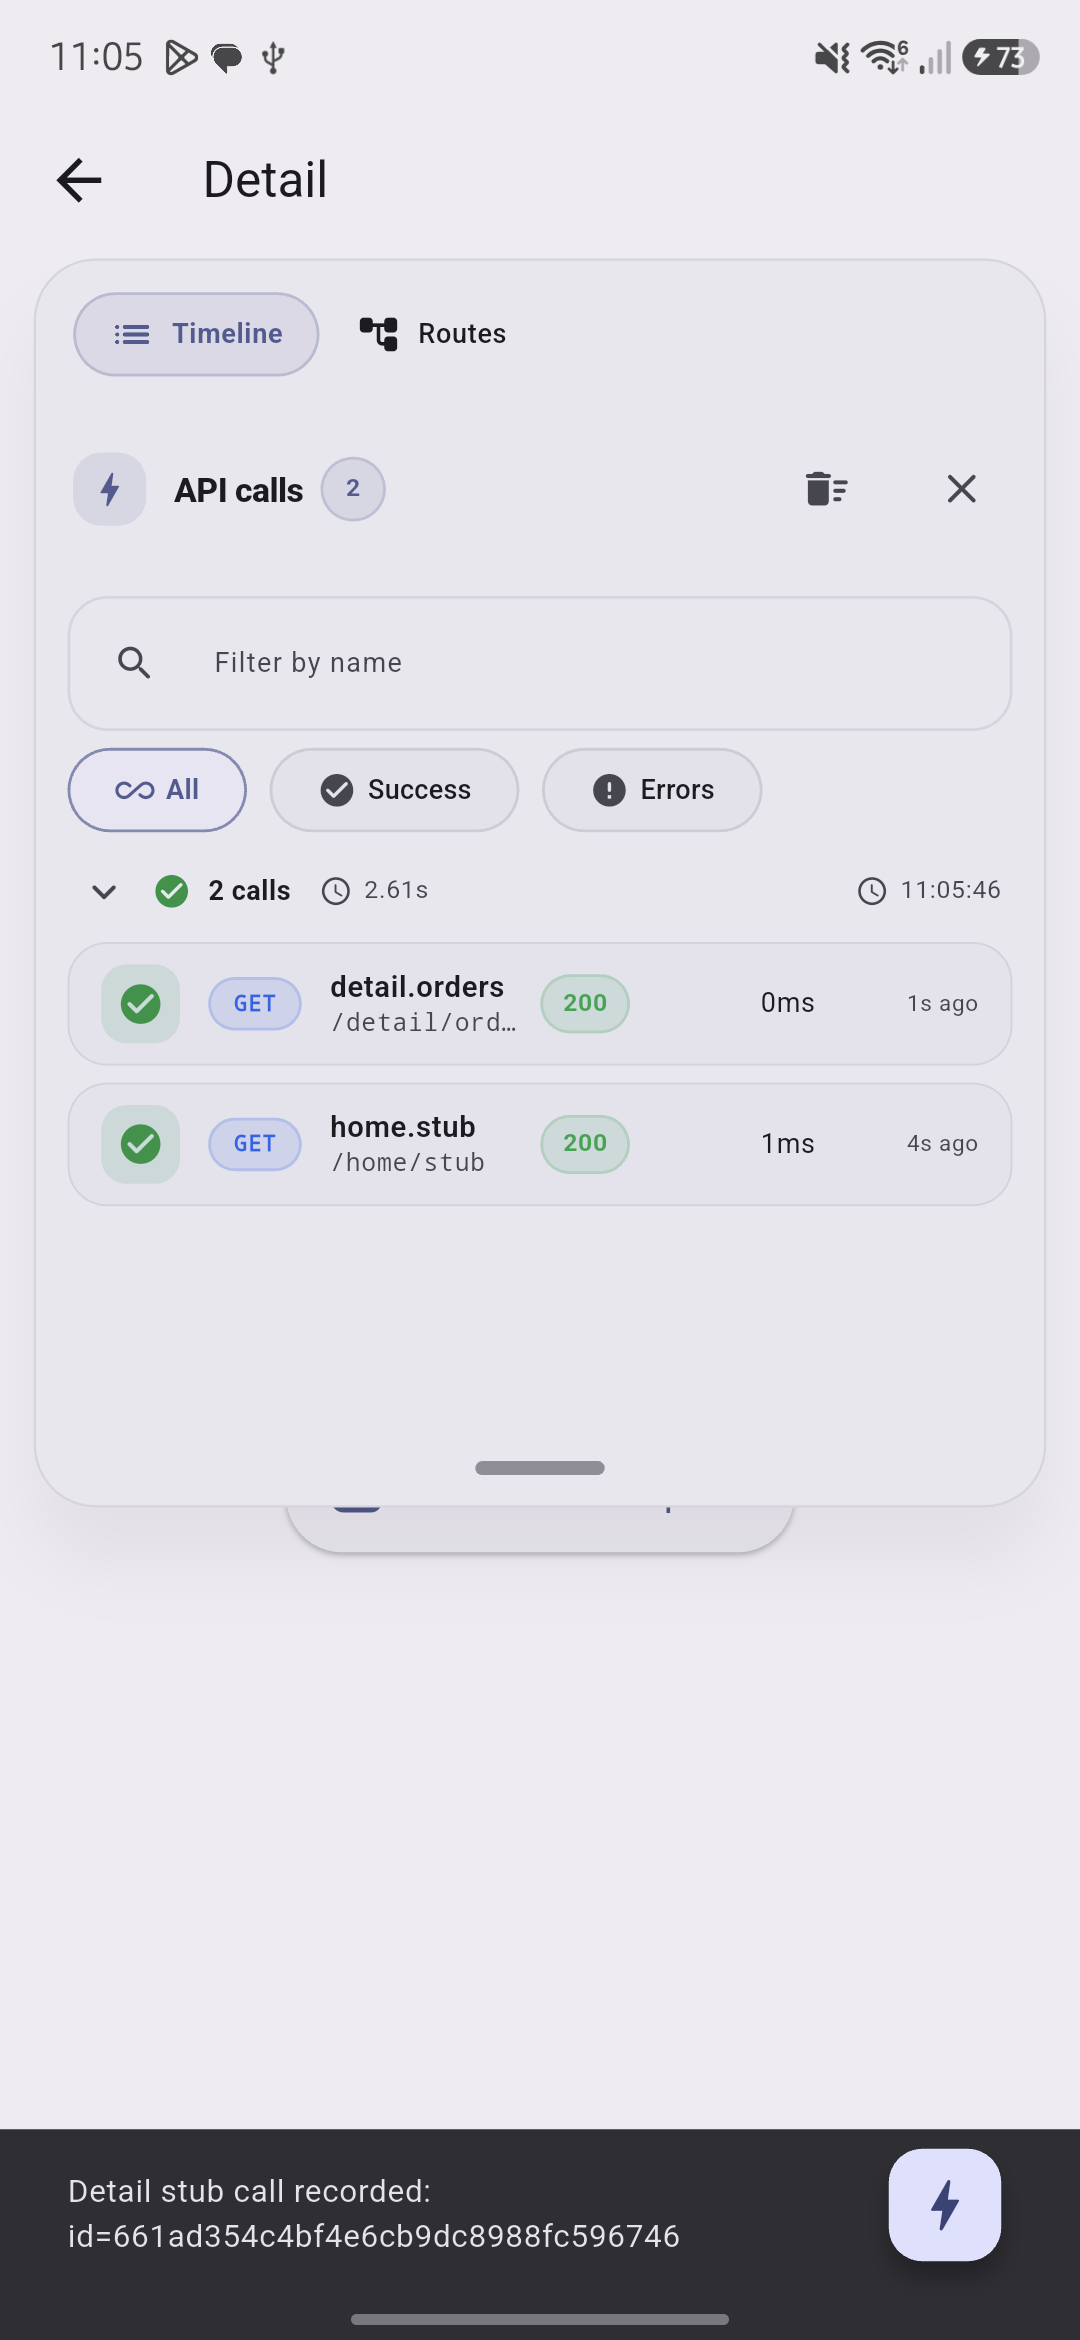 11:05
6
73
Detail
Timeline
Routes
API calls 2
Filter by name
All
Success
Errors
2 calls 2.61s 11:05:46
GET detail.orders 200 0ms 1s ago
/detail/ord…
GET home.stub 200 1ms 4s ago
/home/stub
Detail stub call recorded:
id=661ad354c4bf4e6cb9dc8988fc596746